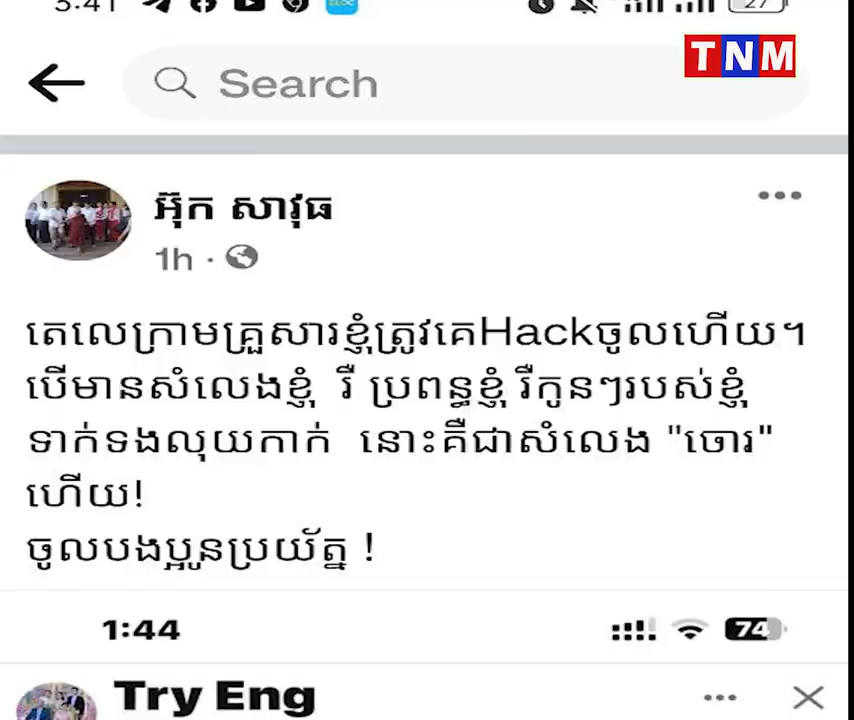 3:41
27
Search
TNM
អ៊ុក សាវុធ
1h ·
តេលេក្រាមគ្រួសារខ្ញុំត្រូវគេHackចូលហើយ។
បើមានសំលេងខ្ញុំ រឺ ប្រពន្ធខ្ញុំ រឺកូនៗរបស់ខ្ញុំ
ទាក់ទងលុយកាក់ នោះគឺជាសំលេង "ចោរ"
ហើយ!
ចូលបងប្អូនប្រយ័ត្ន !
1:44
74
Try Eng